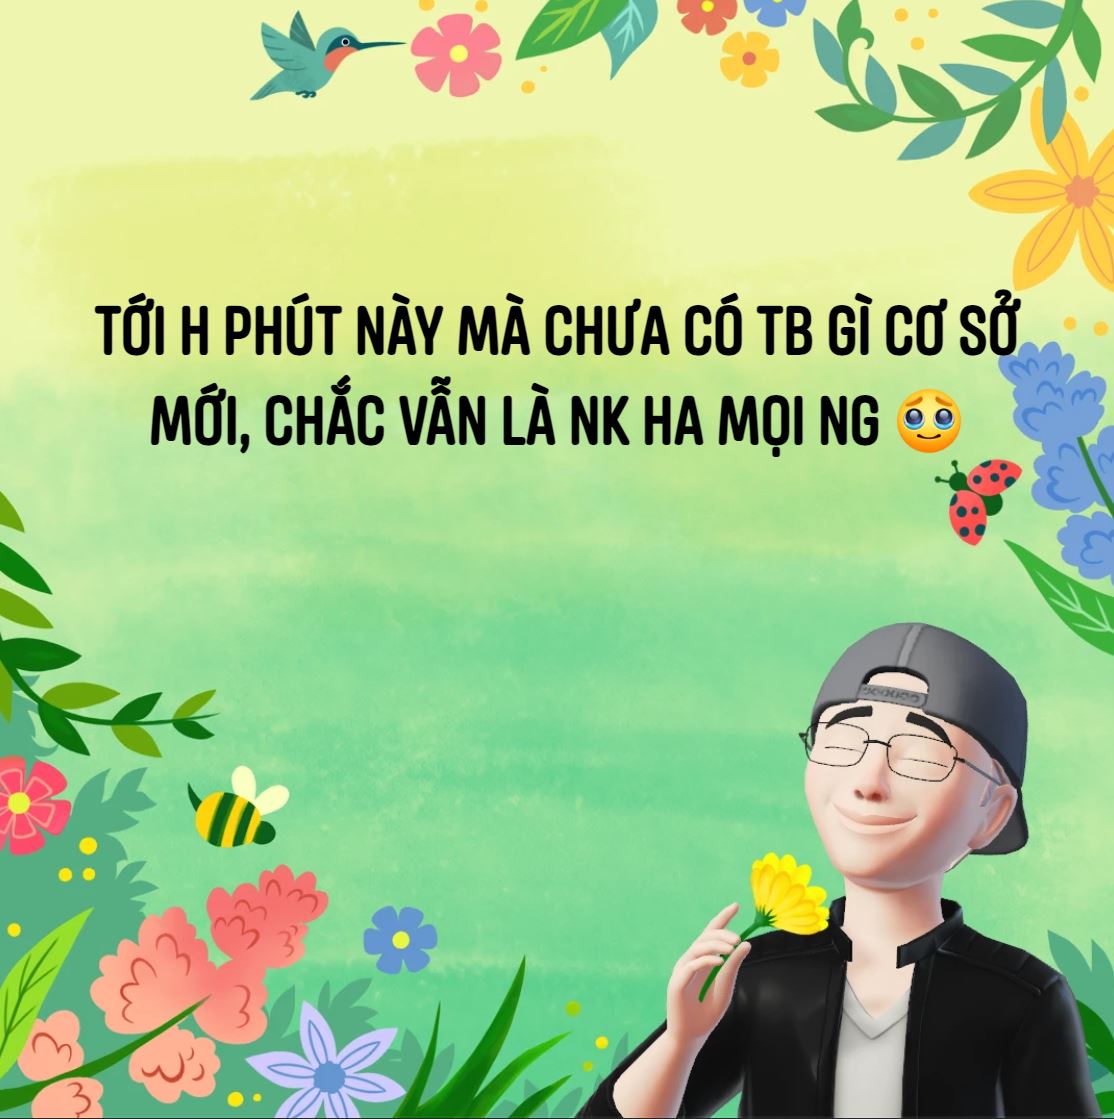 TỚI H PHÚT NÀY MÀ CHƯA CÓ TB GÌ CƠ SỞ
MỚI, CHẮC VẪN LÀ NK HA MỌI NG 🥹